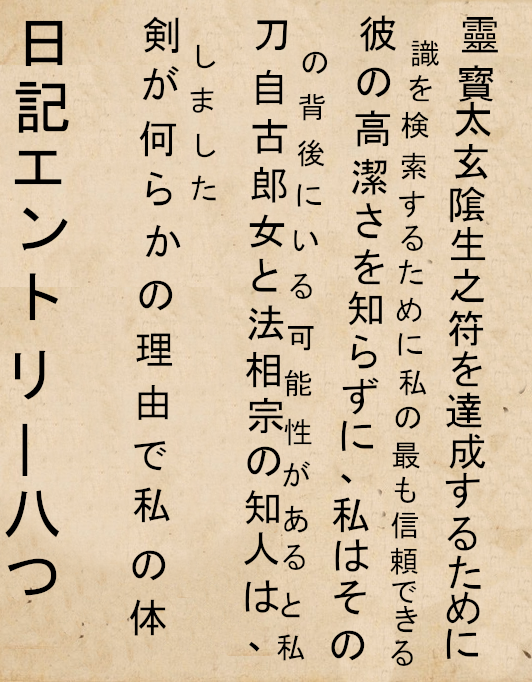 靈寶太玄陰生之符を達成するために
識を検索するために私の最も信頼できる
彼の高潔さを知らずに、私はその
の背後にいる可能性があると私
刀自古郎女と法相宗の知人は、
しました
剣が何らかの理由で私の体
日記エントリー八つ